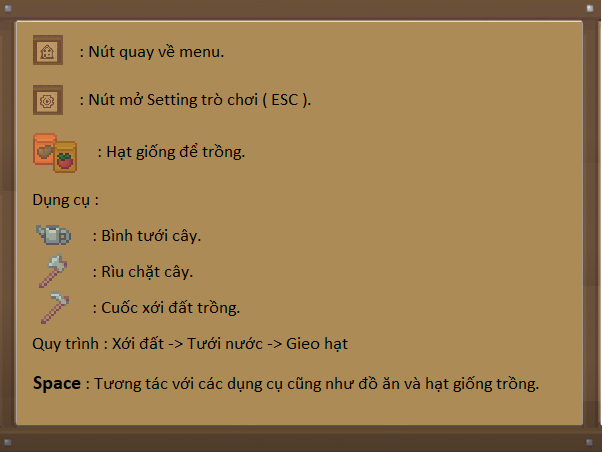 : Nút quay về menu.
: Nút mở Setting trò chơi ( ESC ).
: Hạt giống để trồng.
Dụng cụ :
: Bình tưới cây.
: Rìu chặt cây.
: Cuốc xới đất trồng.
Quy trình : Xới đất -> Tưới nước -> Gieo hạt
Space : Tương tác với các dụng cụ cũng như đồ ăn và hạt giống trồng.